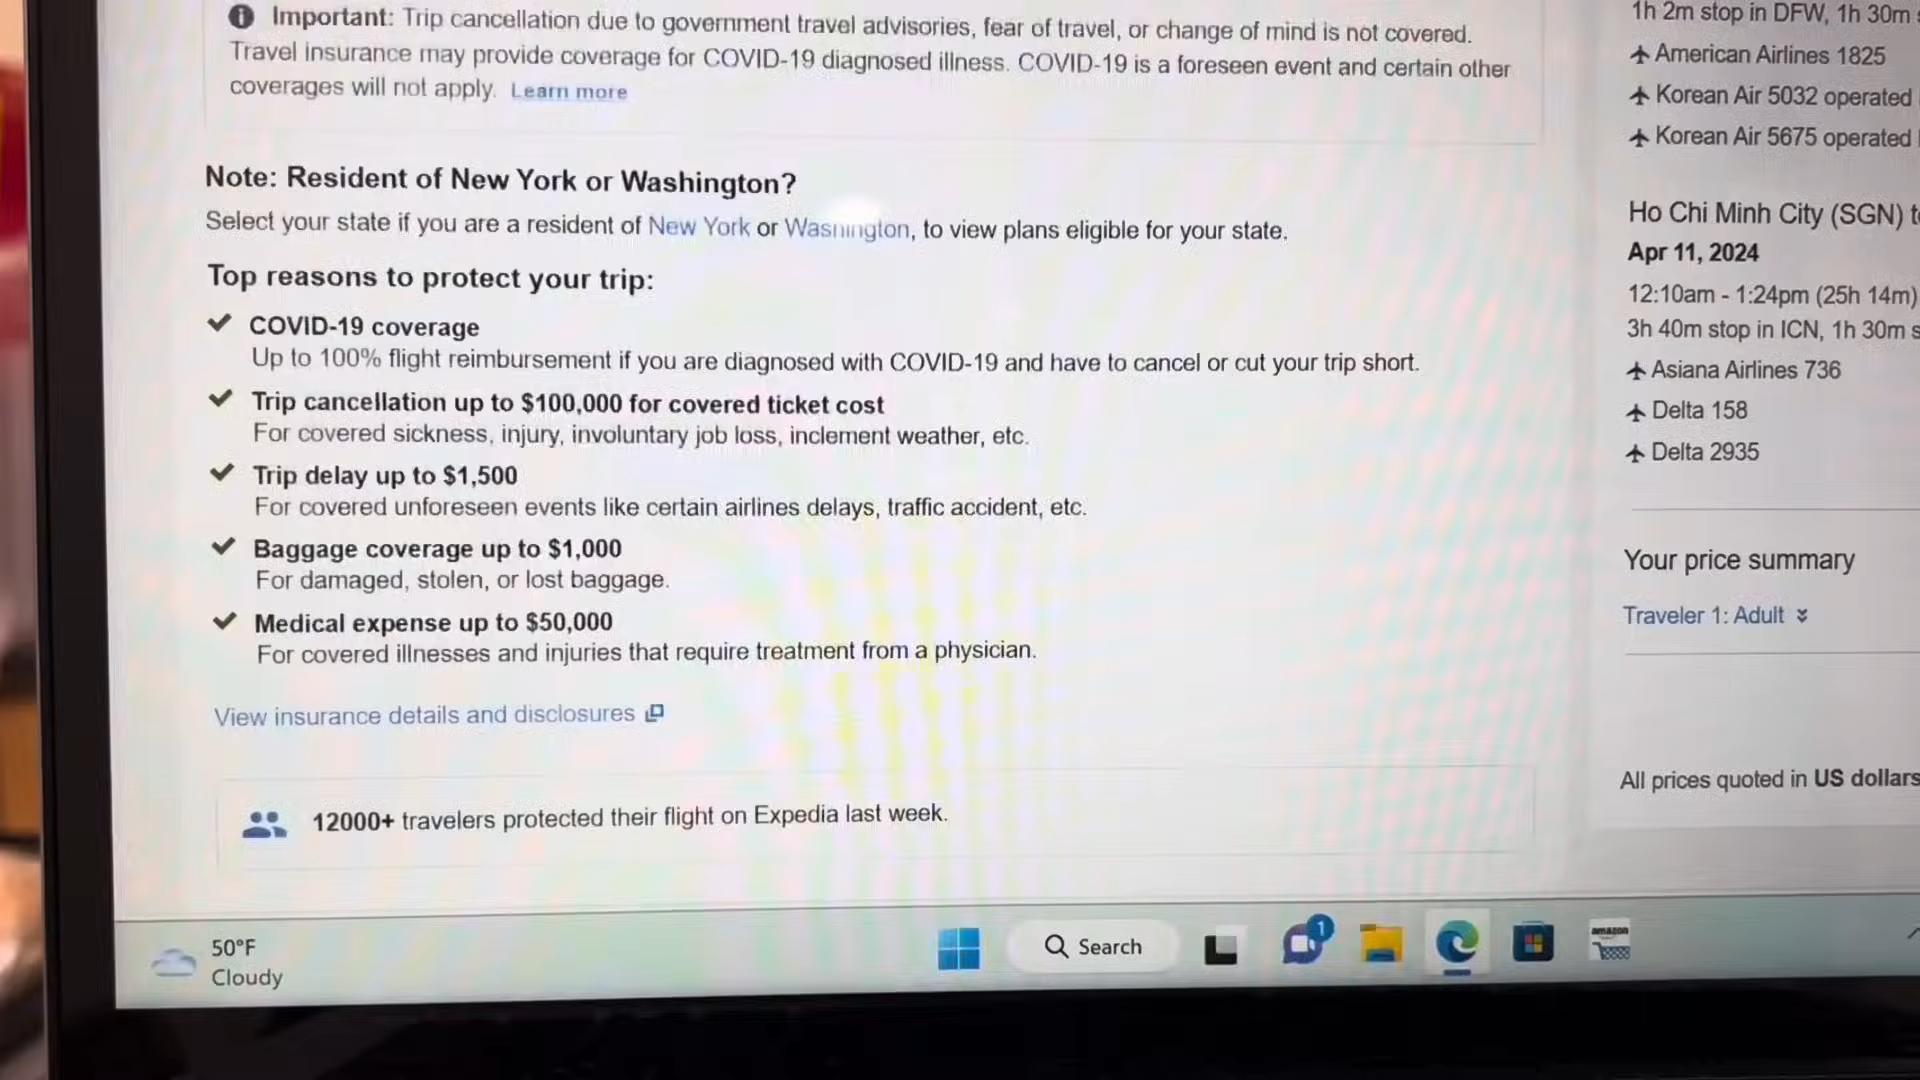 Important: Trip cancellation due to government travel advisories, fear of travel, or change of mind is not covered.
Travel insurance may provide coverage for COVID-19 diagnosed illness. COVID-19 is a foreseen event and certain other
coverages will not apply. Learn more
Note: Resident of New York or Washington?
Select your state if you are a resident of New York or Washington, to view plans eligible for your state.
Top reasons to protect your trip:
COVID-19 coverage
Up to 100% flight reimbursement if you are diagnosed with COVID-19 and have to cancel or cut your trip short.
Trip cancellation up to $100,000 for covered ticket cost
For covered sickness, injury, involuntary job loss, inclement weather, etc.
Trip delay up to $1,500
For covered unforeseen events like certain airlines delays, traffic accident, etc.
Baggage coverage up to $1,000
For damaged, stolen, or lost baggage.
Medical expense up to $50,000
For covered illnesses and injuries that require treatment from a physician.
View insurance details and disclosures
12000+ travelers protected their flight on Expedia last week.
1h 2m stop in DFW, 1h 30m
American Airlines 1825
Korean Air 5032 operated
Korean Air 5675 operated
Ho Chi Minh City (SGN)
Apr 11, 2024
12:10am - 1:24pm (25h 14m)
3h 40m stop in ICN, 1h 30m
Asiana Airlines 736
Delta 158
Delta 2935
Your price summary
Traveler 1: Adult
All prices quoted in US dollars
50°F
Cloudy
Search
1
amazon